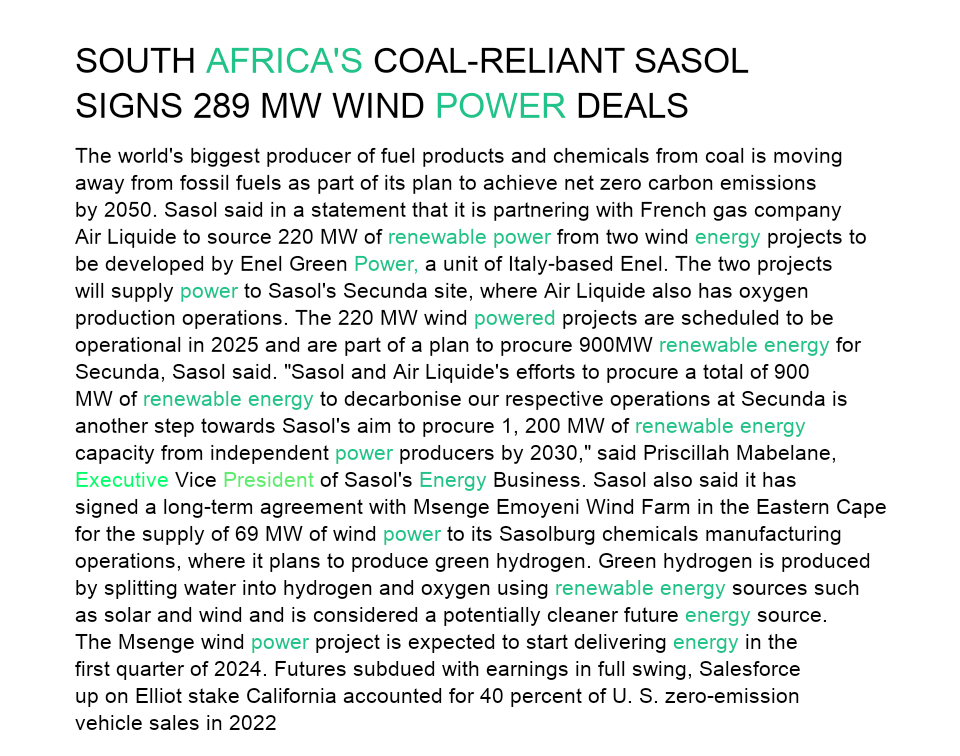 SOUTH AFRICA'S COAL-RELIANT SASOL
SIGNS 289 MW WIND POWER DEALS
The world's biggest producer of fuel products and chemicals from coal is moving
away from fossil fuels as part of its plan to achieve net zero carbon emissions
by 2050. Sasol said in a statement that it is partnering with French gas company
Air Liquide to source 220 MW of renewable power from two wind energy projects to
be developed by Enel Green Power, a unit of Italy-based Enel. The two projects
will supply power to Sasol's Secunda site, where Air Liquide also has oxygen
production operations. The 220 MW wind powered projects are scheduled to be
operational in 2025 and are part of a plan to procure 900MW renewable energy for
Secunda, Sasol said. "Sasol and Air Liquide's efforts to procure a total of 900
MW of renewable energy to decarbonise our respective operations at Secunda is
another step towards Sasol's aim to procure 1, 200 MW of renewable energy
capacity from independent power producers by 2030," said Priscillah Mabelane,
Executive Vice President of Sasol's Energy Business. Sasol also said it has
signed a long-term agreement with Msenge Emoyeni Wind Farm in the Eastern Cape
for the supply of 69 MW of wind power to its Sasolburg chemicals manufacturing
operations, where it plans to produce green hydrogen. Green hydrogen is produced
by splitting water into hydrogen and oxygen using renewable energy sources such
as solar and wind and is considered a potentially cleaner future energy source.
The Msenge wind power project is expected to start delivering energy in the
first quarter of 2024. Futures subdued with earnings in full swing, Salesforce
up on Elliot stake California accounted for 40 percent of U. S. zero-emission
vehicle sales in 2022